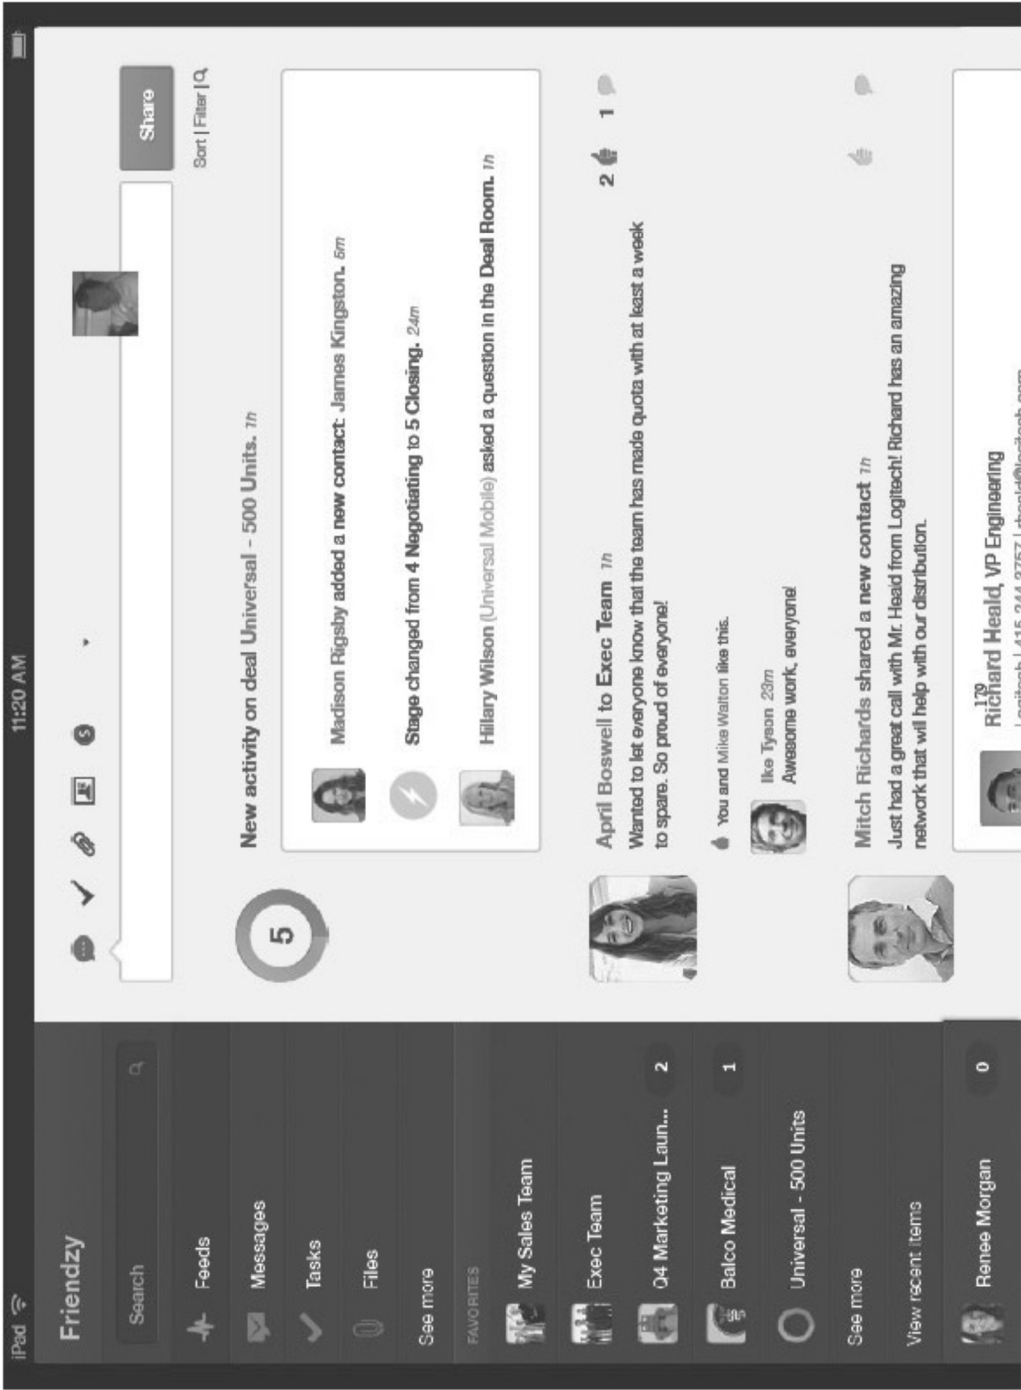 iPad
11:20 AM
Friendzy
Search
Feeds
Messages
Tasks
Files
See more
FAVORITES
My Sales Team
Exec Team
Q4 Marketing Laun... 2
Balco Medical 1
Universal - 500 Units
See more
View recent items
Renee Morgan 0
Share
Sort | Filter |
5
New activity on deal Universal - 500 Units. 1h
Madison Rigsby added a new contact: James Kingston. 5m
Stage changed from 4 Negotiating to 5 Closing. 24m
Hillary Wilson (Universal Mobile) asked a question in the Deal Room. 1h
April Boswell to Exec Team 1h
2 1
Wanted to let everyone know that the team has made quota with at least a week
to spare. So proud of everyone!
You and Mike Walton like this.
Ike Tyson 23m
Awesome work, everyone!
Mitch Richards shared a new contact 1h
Just had a great call with Mr. Heald from Logitech! Richard has an amazing
network that will help with our distribution.
179
Richard Heald, VP Engineering